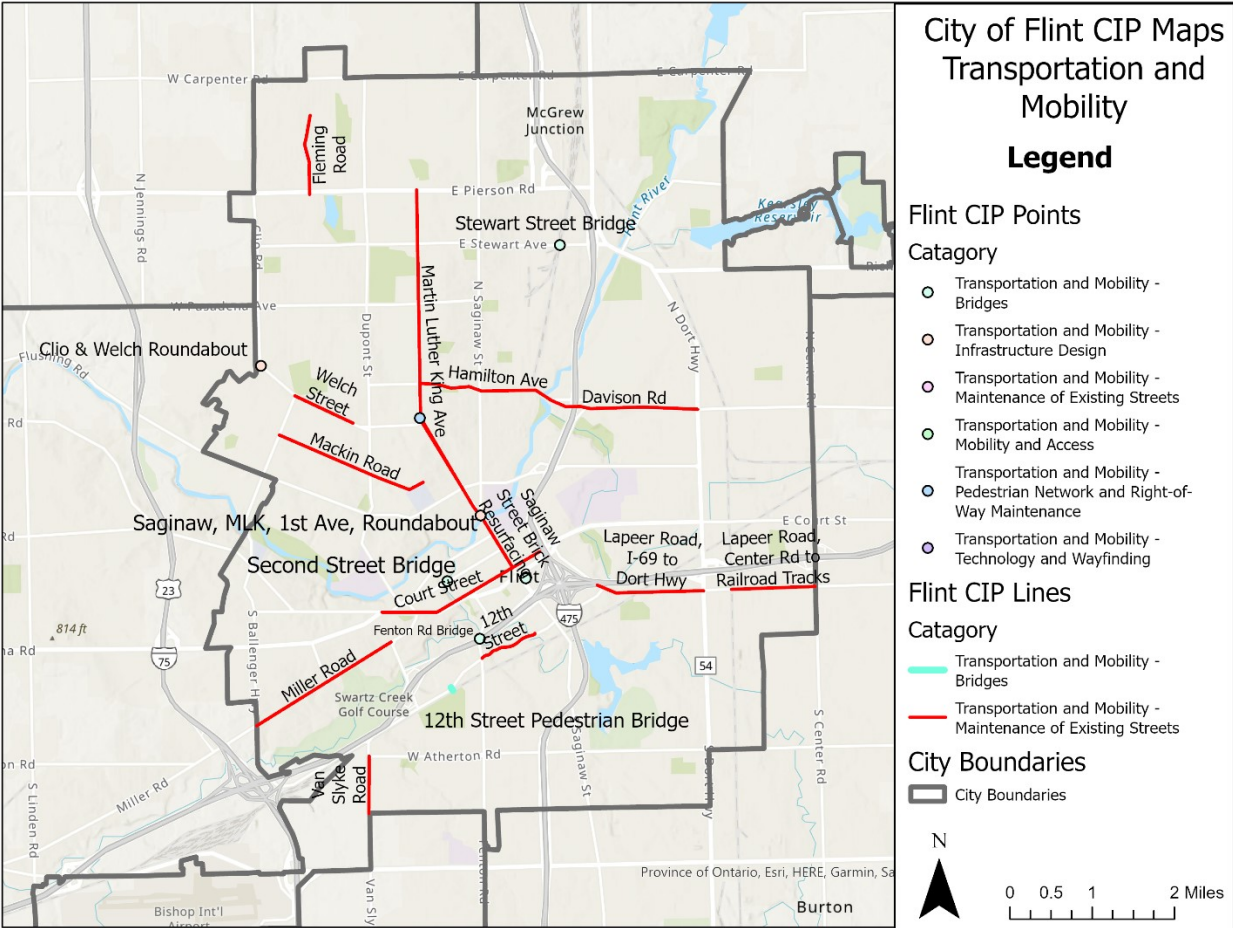 City of Flint CIP Maps
Transportation and
Mobility
Legend
Flint CIP Points
Catagory
Transportation and Mobility -
Bridges
Transportation and Mobility -
Infrastructure Design
Transportation and Mobility -
Maintenance of Existing Streets
Transportation and Mobility -
Mobility and Access
Transportation and Mobility -
Pedestrian Network and Right-of-
Way Maintenance
Transportation and Mobility -
Technology and Wayfinding
Flint CIP Lines
Catagory
Transportation and Mobility -
Bridges
Transportation and Mobility -
Maintenance of Existing Streets
City Boundaries
City Boundaries
N
0 0.5 1 2 Miles
W Carpenter Rd
E Carpenter Rd
E Carpenter Rd
McGrew
Junction
Fleming
Road
N Jennings Rd
E Pierson Rd
Flint River
Kearsley
Reservoir
Stewart Street Bridge
E Stewart Ave
Clio Rd
W Pasadena Ave
Martin Luther King Ave
N Saginaw St
N Dort Hwy
Dupont St
N Center Rd
Clio & Welch Roundabout
Flushing Rd
Welch
Street
Hamilton Ave
Davison Rd
Rd
Mackin Road
Saginaw, MLK, 1st Ave, Roundabout
Saginaw
Street Brick
Resurfacing
E Court St
Lapeer Road,
I-69 to
Dort Hwy
Lapeer Road,
Center Rd to
Railroad Tracks
Second Street Bridge
Flint
Court Street
23
475
S Ballenger Hwy
814 ft
75
Fenton Rd Bridge
12th
Street
54
Miller Road
Swartz Creek
Golf Course
12th Street Pedestrian Bridge
W Atherton Rd
Saginaw St
S Dort Hwy
S Center Rd
Van
Slyke
Road
Miller Rd
S Linden Rd
Fenton Rd
Van Sly
Bishop Int'l
Airport
Province of Ontario, Esri, HERE, Garmin, Sa
Burton